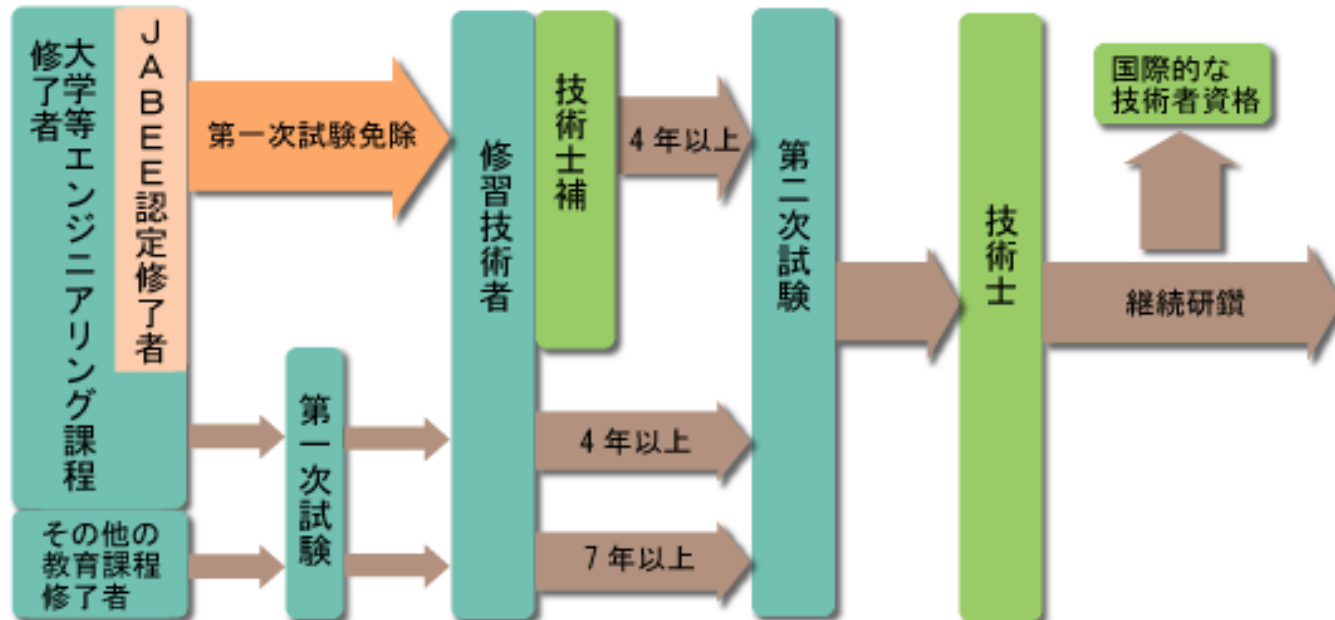 大学等エンジニアリング課程
修了者
JABEE認定修了者
第一次試験免除
修習技術者
技術士補
4年以上
第二次試験
技術士
国際的な
技術者資格
継続研鑽
第一次試験
4年以上
その他の
教育課程
修了者
7年以上